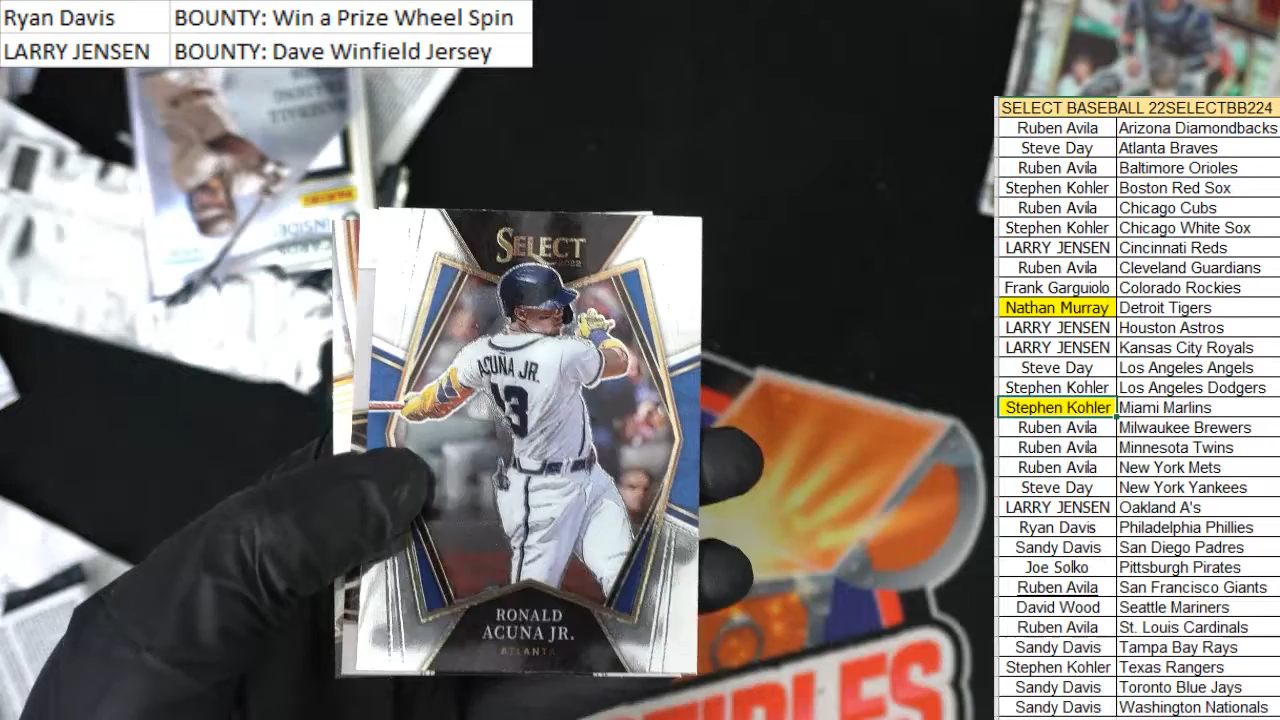 Ryan Davis BOUNTY: Win a Prize Wheel Spin
LARRY JENSEN BOUNTY: Dave Winfield Jersey
SELECT BASEBALL 22SELECTBB224
Ruben Avila Arizona Diamondbacks
Steve Day Atlanta Braves
Ruben Avila Baltimore Orioles
Stephen Kohler Boston Red Sox
Ruben Avila Chicago Cubs
Stephen Kohler Chicago White Sox
LARRY JENSEN Cincinnati Reds
Ruben Avila Cleveland Guardians
Frank Garguiolo Colorado Rockies
Nathan Murray Detroit Tigers
LARRY JENSEN Houston Astros
LARRY JENSEN Kansas City Royals
Steve Day Los Angeles Angels
Stephen Kohler Los Angeles Dodgers
Stephen Kohler Miami Marlins
Ruben Avila Milwaukee Brewers
Ruben Avila Minnesota Twins
Ruben Avila New York Mets
Steve Day New York Yankees
LARRY JENSEN Oakland A's
Ryan Davis Philadelphia Phillies
Sandy Davis San Diego Padres
Joe Solko Pittsburgh Pirates
Ruben Avila San Francisco Giants
David Wood Seattle Mariners
Ruben Avila St. Louis Cardinals
Sandy Davis Tampa Bay Rays
Stephen Kohler Texas Rangers
Sandy Davis Toronto Blue Jays
Sandy Davis Washington Nationals
SELECT
2022
ACUÑA JR.
13
RONALD
ACUNA JR.
ATLANTA